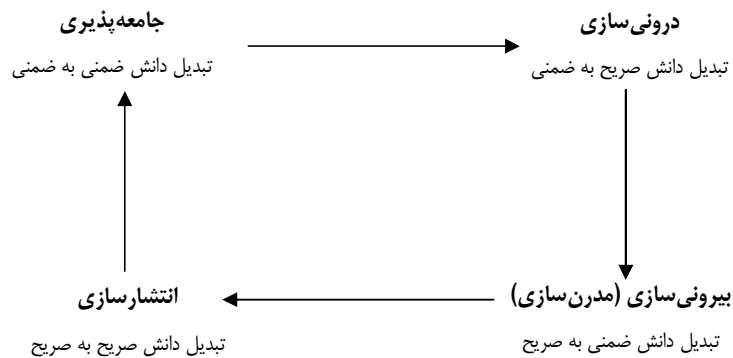 درونی‌سازی
تبدیل دانش صریح به ضمنی
جامعه‌پذیری
تبدیل دانش ضمنی به ضمنی
بیرونی‌سازی (مدرن‌سازی)
تبدیل دانش ضمنی به صریح
انتشارسازی
تبدیل دانش صریح به صریح